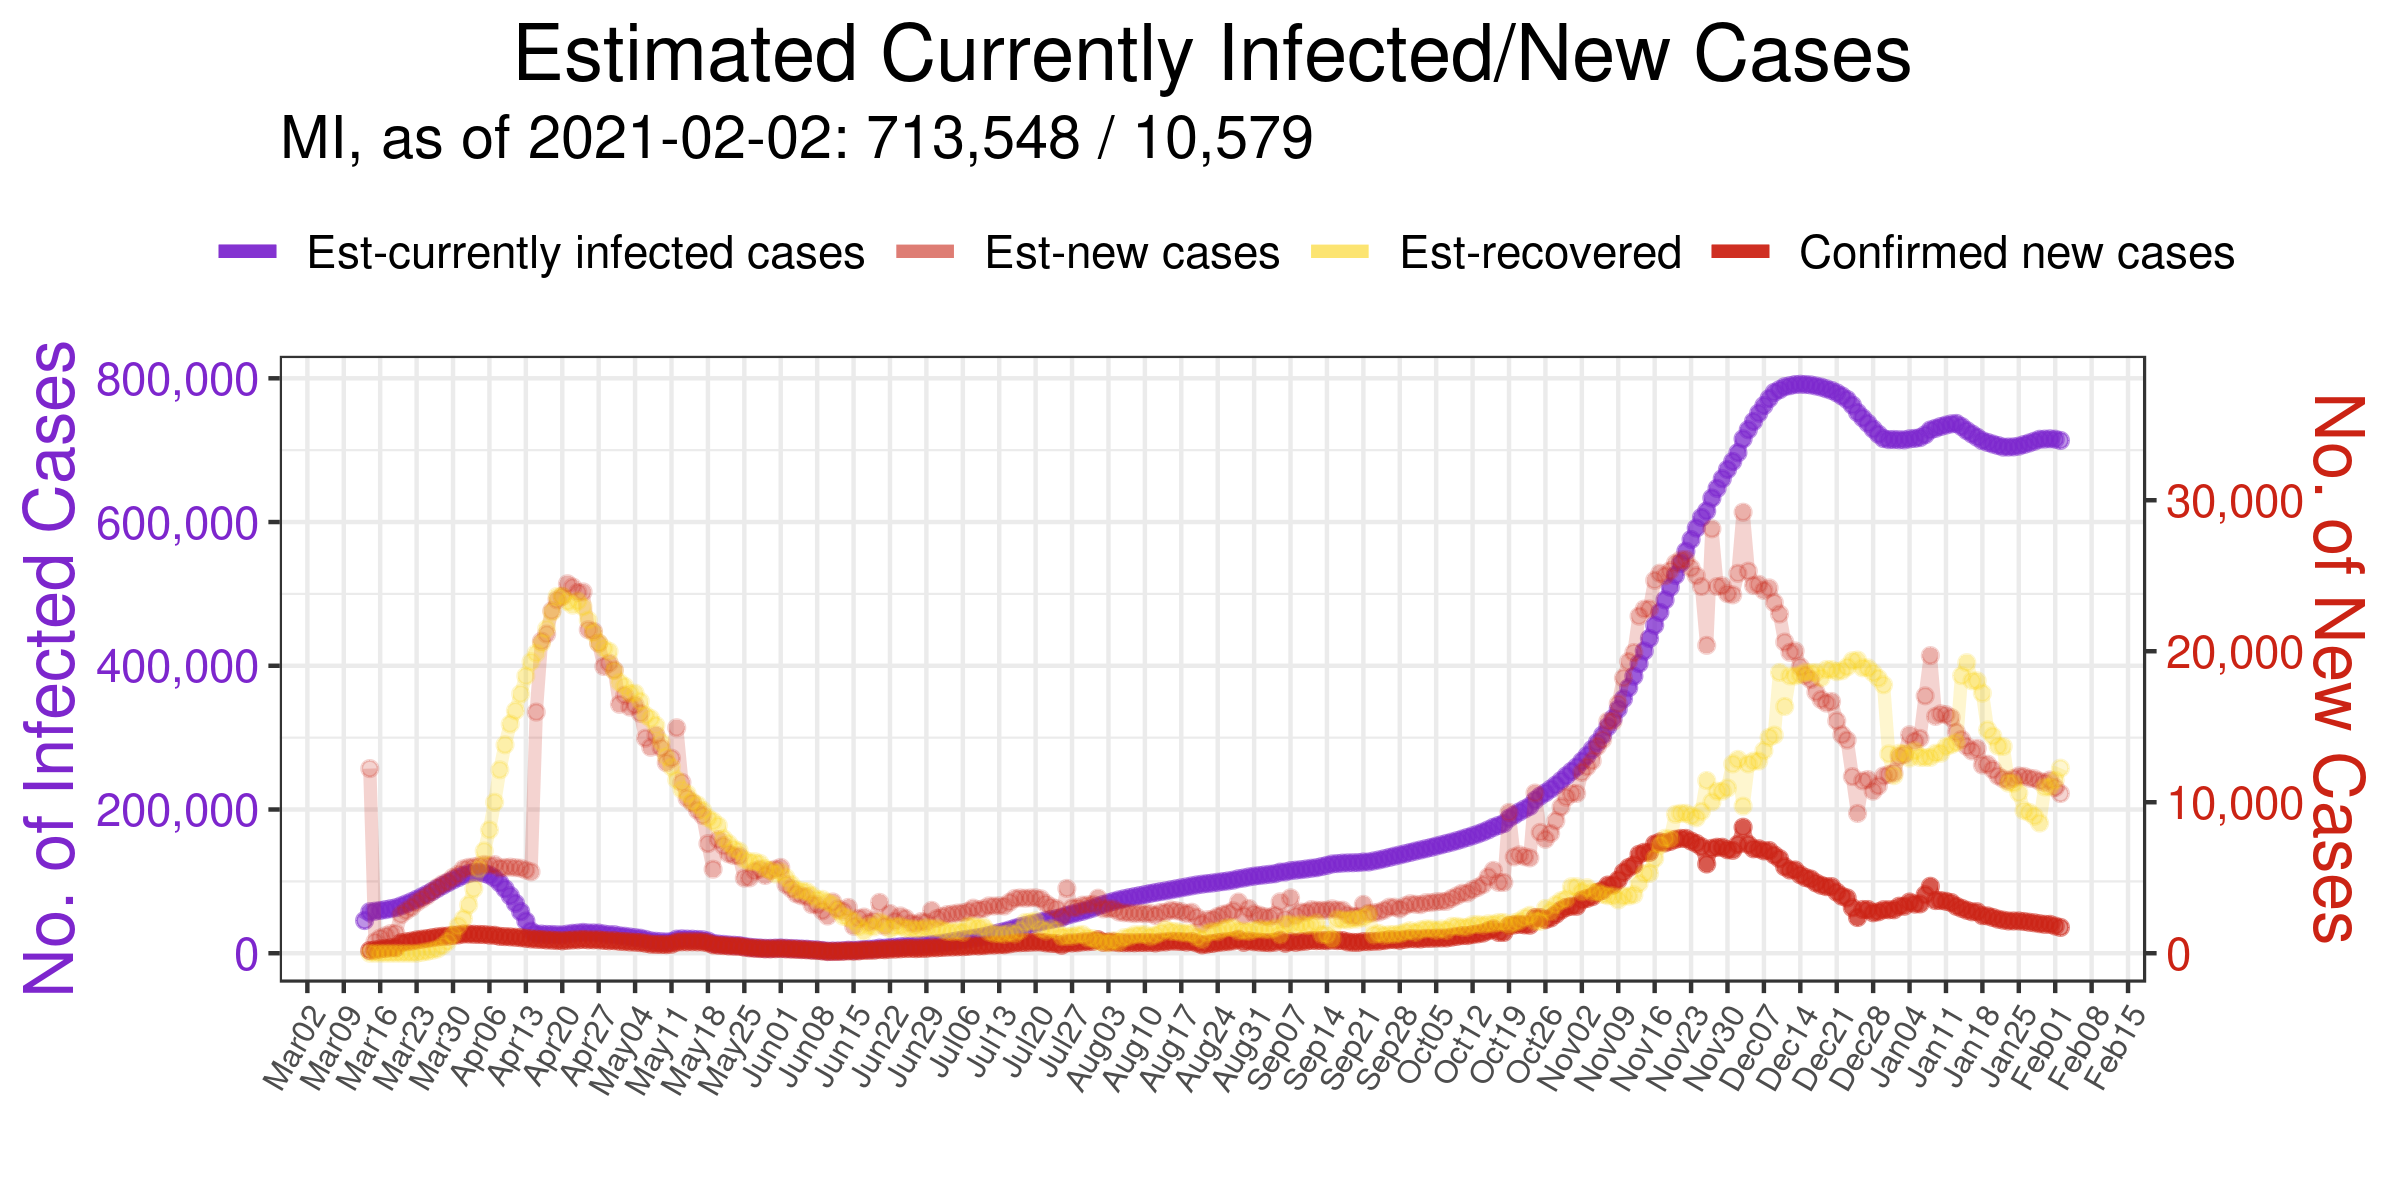 Estimated Currently Infected/New Cases
MI, as of 2021-02-02: 713,548 / 10,579
Est-currently infected cases
Est-new cases
Est-recovered
Confirmed new cases
No. of Infected Cases
800,000
600,000
400,000
200,000
0
30,000
20,000
10,000
0
No. of New Cases
Mar02
Mar09
Mar16
Mar23
Mar30
Apr06
Apr13
Apr20
Apr27
May04
May11
May18
May25
Jun01
Jun08
Jun15
Jun22
Jun29
Jul06
Jul13
Jul20
Jul27
Aug03
Aug10
Aug17
Aug24
Aug31
Sep07
Sep14
Sep21
Sep28
Oct05
Oct12
Oct19
Oct26
Nov02
Nov09
Nov16
Nov23
Nov30
Dec07
Dec14
Dec21
Dec28
Jan04
Jan11
Jan18
Jan25
Feb01
Feb08
Feb15